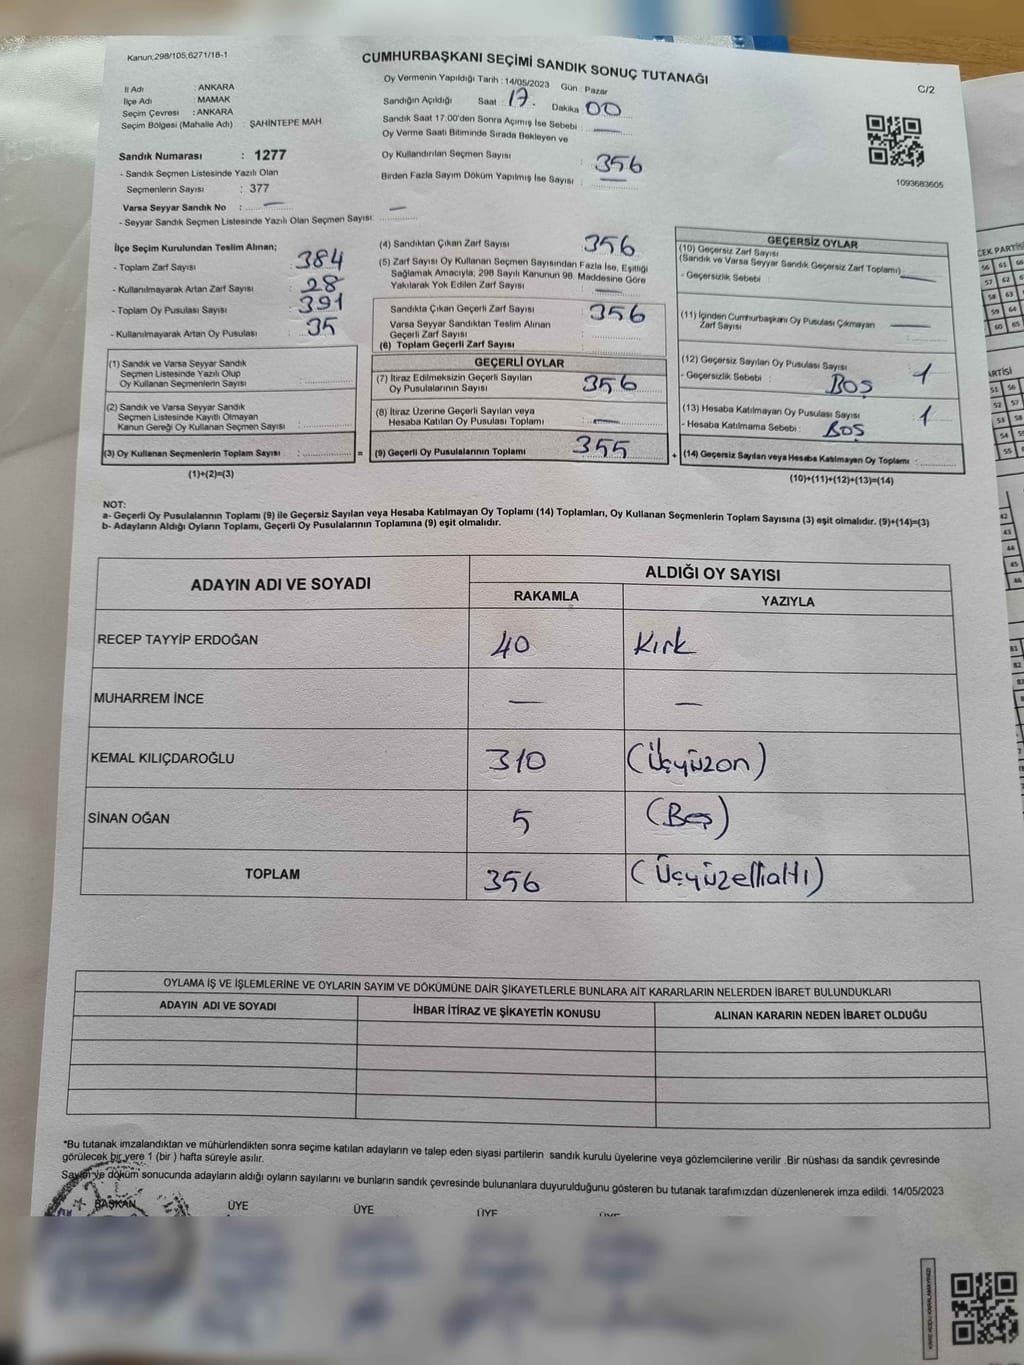 Kanun;298/105;6271/18-1
CUMHURBAŞKANI SEÇİMİ SANDIK SONUÇ TUTANAĞI
C/2
İl Adı : ANKARA
İlçe Adı : MAMAK
Seçim Çevresi : ANKARA
Seçim Bölgesi (Mahalle Adı) : ŞAHİNTEPE MAH
Oy Vermenin Yapıldığı Tarih : 14/05/2023 Gün : Pazar
Sandığın Açıldığı Saat : 17. Dakika 00
Sandık Saat 17:00'den Sonra Açımış İse Sebebi : —
Oy Verme Saati Bitiminde Sırada Bekleyen ve
Oy Kullandırılan Seçmen Sayısı : 356
Birden Fazla Sayım Döküm Yapılmış İse Sayısı : —
1093683605
Sandık Numarası : 1277
- Sandık Seçmen Listesinde Yazılı Olan
Seçmenlerin Sayısı : 377
Varsa Seyyar Sandık No : —
- Seyyar Sandık Seçmen Listesinde Yazılı Olan Seçmen Sayısı: —
İlçe Seçim Kurulundan Teslim Alınan;
- Toplam Zarf Sayısı : 384
- Kullanılmayarak Artan Zarf Sayısı : 28
- Toplam Oy Pusulası Sayısı : 391
- Kullanılmayarak Artan Oy Pusulası : 35
(1) Sandık ve Varsa Seyyar Sandık
Seçmen Listesinde Yazılı Olup
Oy Kullanan Seçmenlerin Sayısı :
(2) Sandık ve Varsa Seyyar Sandık
Seçmen Listesinde Kayıtlı Olmayan
Kanun Gereği Oy Kullanan Seçmen Sayısı :
(3) Oy Kullanan Seçmenlerin Toplam Sayısı : =
(1)+(2)=(3)
(4) Sandıktan Çıkan Zarf Sayısı : 356
(5) Zarf Sayısı Oy Kullanan Seçmen Sayısından Fazla İse, Eşitliği
Sağlamak Amacıyla, 298 Sayılı Kanunun 98. Maddesine Göre
Yakılarak Yok Edilen Zarf Sayısı : —
Sandıkta Çıkan Geçerli Zarf Sayısı : 356
Varsa Seyyar Sandıktan Teslim Alınan
Geçerli Zarf Sayısı :
(6) Toplam Geçerli Zarf Sayısı :
GEÇERLİ OYLAR
(7) İtiraz Edilmeksizin Geçerli Sayılan
Oy Pusulalarının Sayısı : 356
(8) İtiraz Üzerine Geçerli Sayılan veya
Hesaba Katılan Oy Pusulası Toplamı : —
(9) Geçerli Oy Pusulalarının Toplamı : 355 +
GEÇERSİZ OYLAR
(10) Geçersiz Zarf Sayısı
(Sandık ve Varsa Seyyar Sandık Geçersiz Zarf Toplamı) —
- Geçersizlik Sebebi :
(11) İçinden Cumhurbaşkanı Oy Pusulası Çıkmayan —
Zarf Sayısı :
(12) Geçersiz Sayılan Oy Pusulası Sayısı : 1
- Geçersizlik Sebebi : BOŞ
(13) Hesaba Katılmayan Oy Pusulası Sayısı : 1
- Hesaba Katılmama Sebebi : BOŞ
(14) Geçersiz Sayılan veya Hesaba Katılmayan Oy Toplamı :
(10)+(11)+(12)+(13)=(14)
NOT:
a- Geçerli Oy Pusulalarının Toplamı (9) ile Geçersiz Sayılan veya Hesaba Katılmayan Oy Toplamı (14) Toplamları, Oy Kullanan Seçmenlerin Toplam Sayısına (3) eşit olmalıdır. (9)+(14)=(3)
b- Adayların Aldığı Oyların Toplamı, Geçerli Oy Pusulalarının Toplamına (9) eşit olmalıdır.
ADAYIN ADI VE SOYADI ALDIĞI OY SAYISI
RAKAMLA YAZIYLA
RECEP TAYYİP ERDOĞAN 40 Kırk
MUHARREM İNCE — —
KEMAL KILIÇDAROĞLU 310 (Üçyüzon)
SİNAN OĞAN 5 (Beş)
TOPLAM 356 (Üçyüzellialtı)
OYLAMA İŞ VE İŞLEMLERİNE VE OYLARIN SAYIM VE DÖKÜMÜNE DAİR ŞİKAYETLERLE BUNLARA AİT KARARLARIN NELERDEN İBARET BULUNDUKLARI
ADAYIN ADI VE SOYADI İHBAR İTİRAZ VE ŞİKAYETİN KONUSU ALINAN KARARIN NEDEN İBARET OLDUĞU
*Bu tutanak imzalandıktan ve mühürlendikten sonra seçime katılan adayların ve talep eden siyasi partilerin sandık kurulu üyelerine veya gözlemcilerine verilir .Bir nüshası da sandık çevresinde
görülecek bir yere 1 (bir ) hafta süreyle asılır.
Sayım ve döküm sonucunda adayların aldığı oyların sayılarını ve bunların sandık çevresinde bulunanlara duyurulduğunu gösteren bu tutanak tarafımızdan düzenlenerek imza edildi. 14/05/2023
BAŞKAN ÜYE ÜYE ÜYE